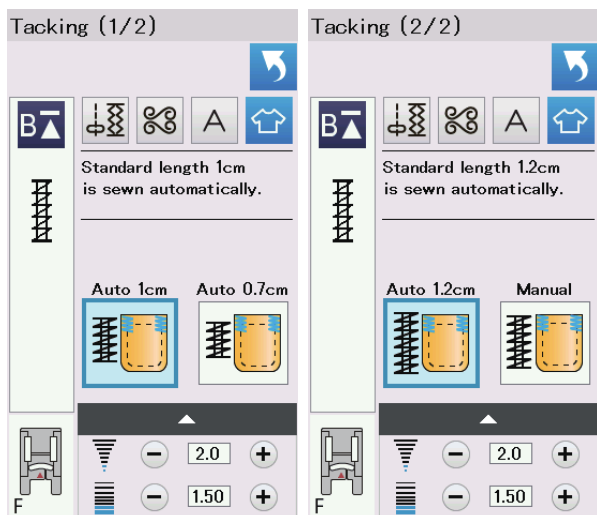 Tacking (1/2)
B
A
Standard length 1cm
is sewn automatically.
Auto 1cm Auto 0.7cm
2.0
1.50
F
Tacking (2/2)
B
A
Standard length 1.2cm
is sewn automatically.
Auto 1.2cm Manual
2.0
1.50
F